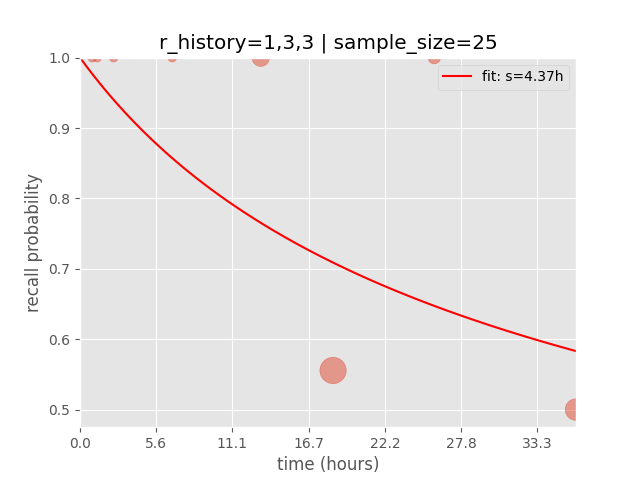 r_history=1,3,3 | sample_size=25
fit: s=4.37h
recall probability
1.0
0.9
0.8
0.7
0.6
0.5
0.0 5.6 11.1 16.7 22.2 27.8 33.3
time (hours)